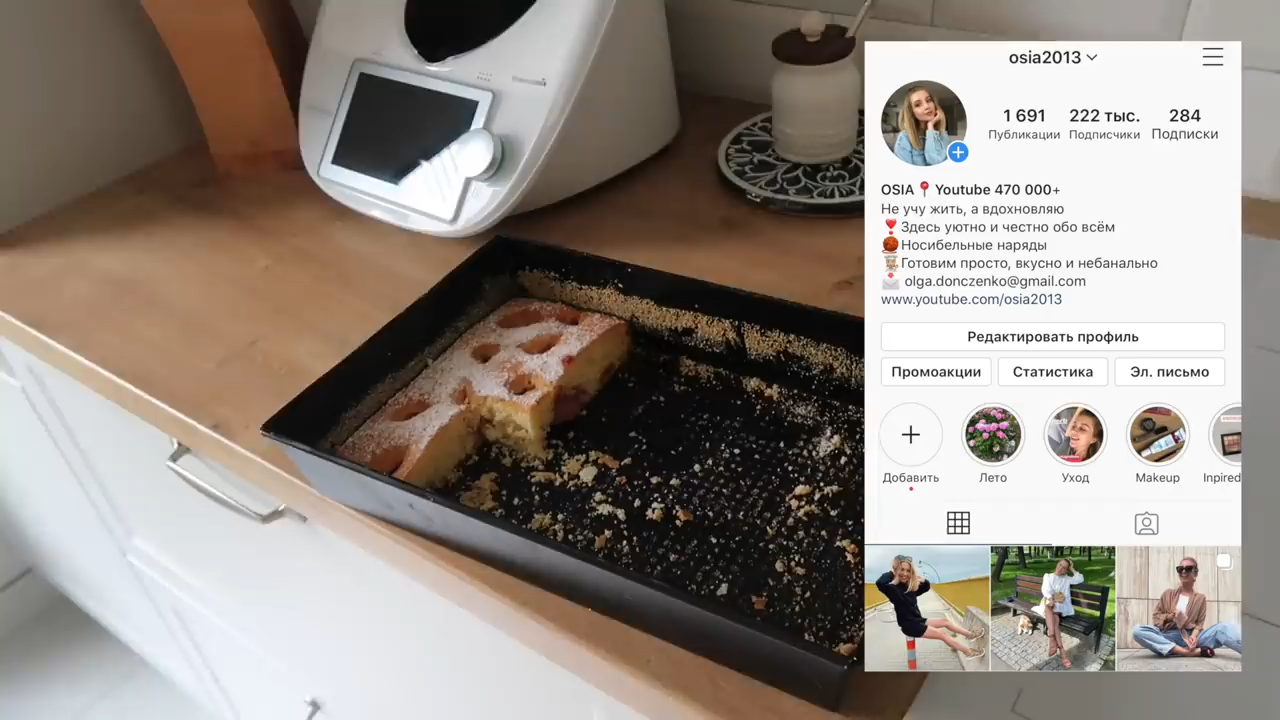 osia2013
1 691
222 тыс.
284
Публикации
Подписчики
Подписки
OSIA📍Youtube 470 000+
Не учу жить, а вдохновляю
❣️Здесь уютно и честно обо всём
Носибельные наряды
Готовим просто, вкусно и небанально
📩 olga.donczenko@gmail.com
www.youtube.com/osia2013
Редактировать профиль
Промоакции
Статистика
Эл. письмо
Добавить
Лето
Уход
Makeup
Inpired